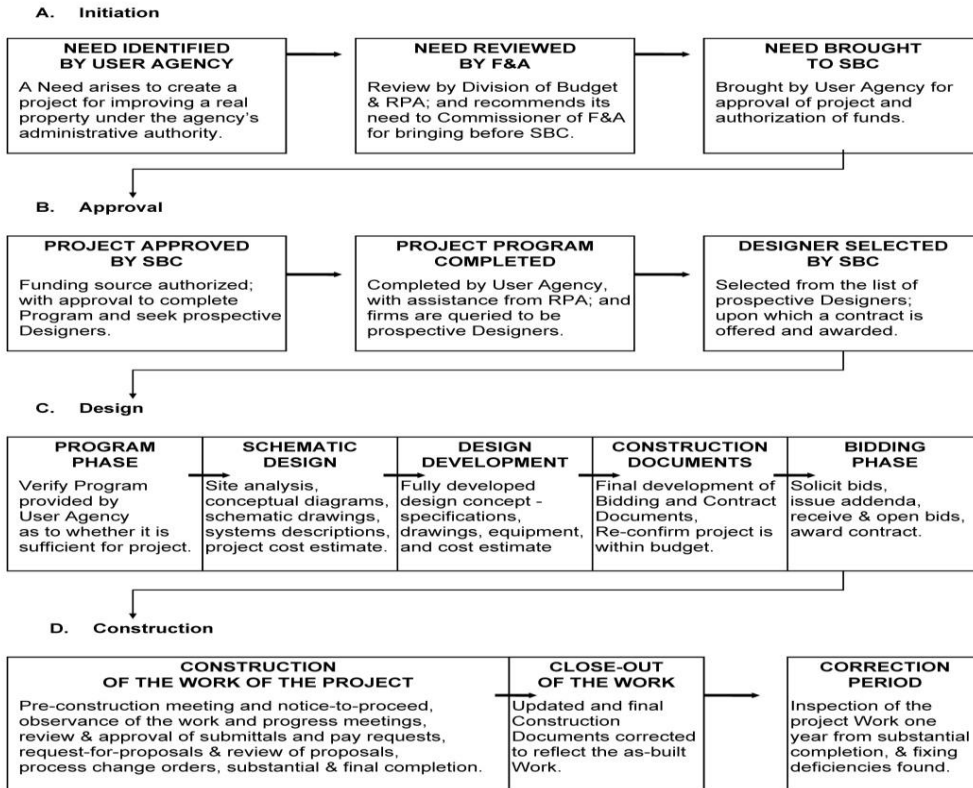 A. Initiation
NEED IDENTIFIED
BY USER AGENCY
A Need arises to create a
project for improving a real
property under the agency's
administrative authority.
NEED REVIEWED
BY F&A
Review by Division of Budget
& RPA; and recommends its
need to Commissioner of F&A
for bringing before SBC.
NEED BROUGHT
TO SBC
Brought by User Agency for
approval of project and
authorization of funds.
B. Approval
PROJECT APPROVED
BY SBC
Funding source authorized;
with approval to complete
Program and seek prospective
Designers.
PROJECT PROGRAM
COMPLETED
Completed by User Agency,
with assistance from RPA; and
firms are queried to be
prospective Designers.
DESIGNER SELECTED
BY SBC
Selected from the list of
prospective Designers;
upon which a contract is
offered and awarded.
C. Design
PROGRAM
PHASE
Verify Program
provided by
User Agency
as to whether it is
sufficient for project.
SCHEMATIC
DESIGN
Site analysis,
conceptual diagrams,
schematic drawings,
systems descriptions,
project cost estimate.
DESIGN
DEVELOPMENT
Fully developed
design concept -
specifications,
drawings, equipment,
and cost estimate
CONSTRUCTION
DOCUMENTS
Final development of
Bidding and Contract
Documents,
Re-confirm project is
within budget.
BIDDING
PHASE
Solicit bids,
issue addenda,
receive & open bids,
award contract.
D. Construction
CONSTRUCTION
OF THE WORK OF THE PROJECT
Pre-construction meeting and notice-to-proceed,
observance of the work and progress meetings,
review & approval of submittals and pay requests,
request-for-proposals & review of proposals,
process change orders, substantial & final completion.
CLOSE-OUT
OF THE WORK
Updated and final
Construction
Documents corrected
to reflect the as-built
Work.
CORRECTION
PERIOD
Inspection of the
project Work one
year from substantial
completion, & fixing
deficiencies found.